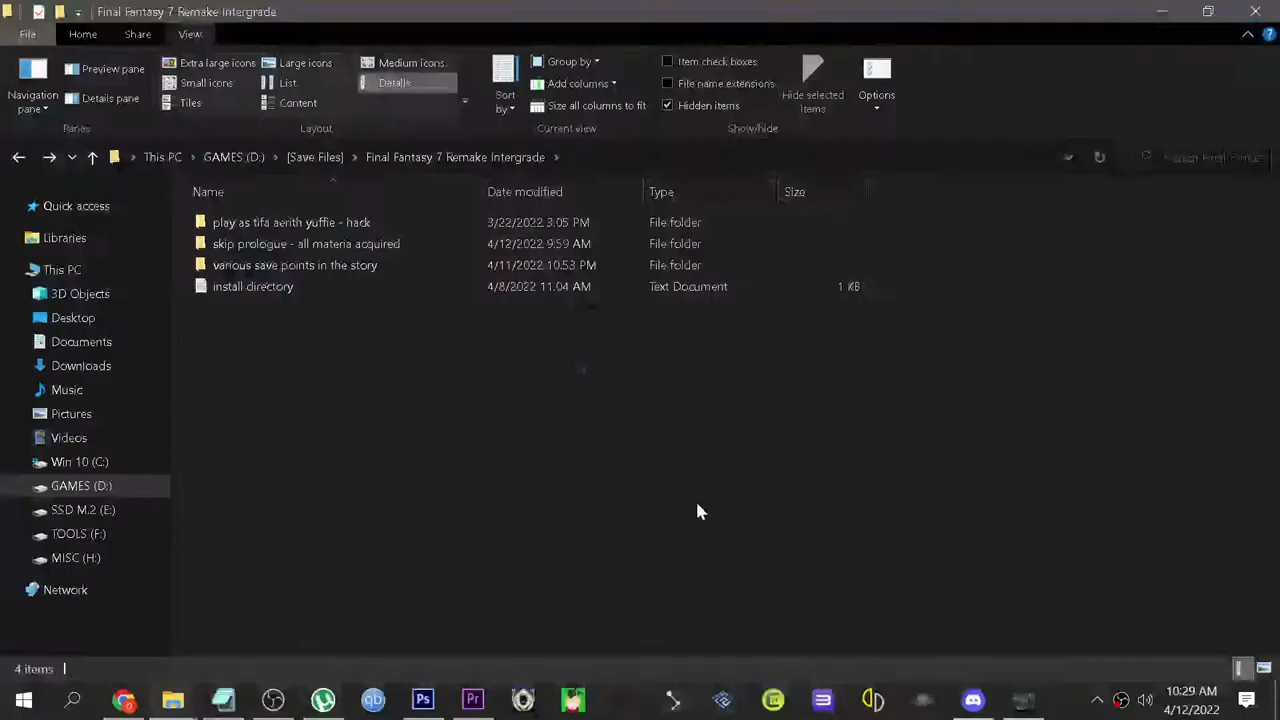 Final Fantasy 7 Remake Intergrade
File Home Share View
Navigation pane
Preview pane
Details pane
Panes
Extra large icons Large icons Medium icons
Small icons List Details
Tiles Content
Layout
Sort by
Group by
Add columns
Size all columns to fit
Current view
Item check boxes
File name extensions
Hidden items
Hide selected items
Show/hide
Options
This PC GAMES (D:) [Save Files] Final Fantasy 7 Remake Intergrade
Name Date modified Type Size
play as tifa aerith yuffie - hack 3/22/2022 3:05 PM File folder
skip prologue - all materia acquired 4/12/2022 9:59 AM File folder
various save points in the story 4/11/2022 10:53 PM File folder
install directory 4/8/2022 11:04 AM Text Document 1 KB
Quick access
Libraries
This PC
3D Objects
Desktop
Documents
Downloads
Music
Pictures
Videos
Win 10 (C:)
GAMES (D:)
SSD M.2 (E:)
TOOLS (F:)
MISC (H:)
Network
4 items
Ps
Pr
10:29 AM
4/12/2022